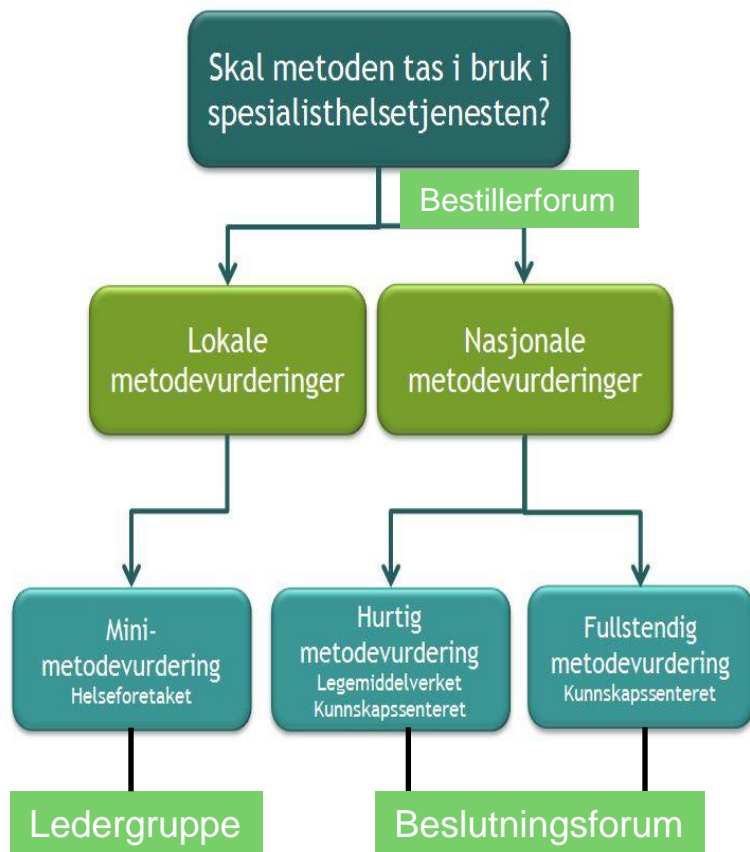 Skal metoden tas i bruk i
spesialisthelsetjenesten?
Bestillerforum
Lokale
metodevurderinger
Nasjonale
metodevurderinger
Mini-
metodevurdering
Helseforetaket
Hurtig
metodevurdering
Legemiddelverket
Kunnskapssenteret
Fullstendig
metodevurdering
Kunnskapssenteret
Ledergruppe
Beslutningsforum